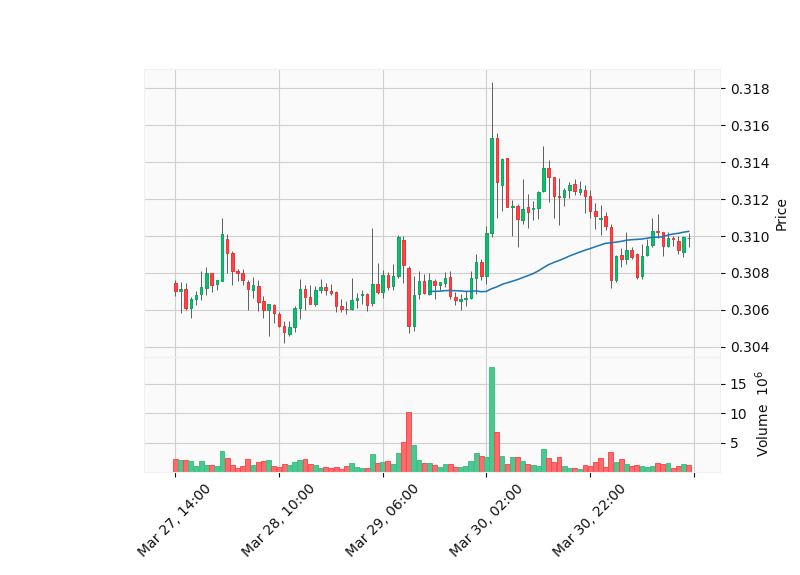 0.318
0.316
0.314
0.312
0.310
0.308
0.306
0.304
Price
15
10
5
Volume 10^6
Mar 27, 14:00
Mar 28, 10:00
Mar 29, 06:00
Mar 30, 02:00
Mar 30, 22:00